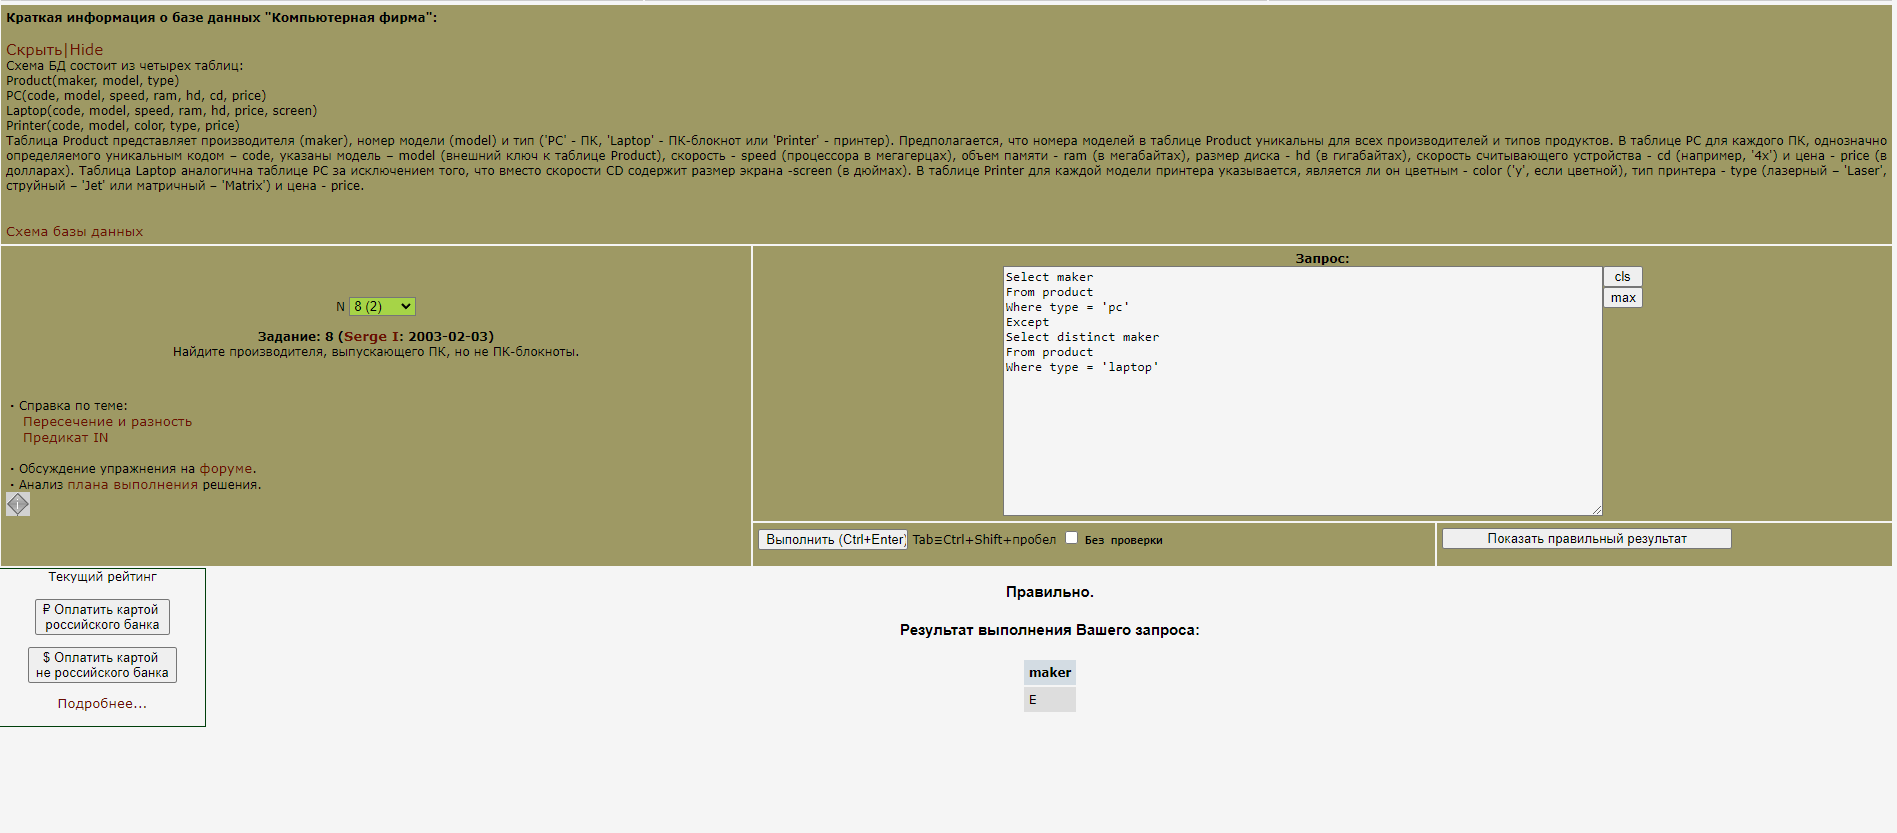 Краткая информация о базе данных "Компьютерная фирма":
Скрыть|Hide
Схема БД состоит из четырех таблиц:
Product(maker, model, type)
PC(code, model, speed, ram, hd, cd, price)
Laptop(code, model, speed, ram, hd, price, screen)
Printer(code, model, color, type, price)
Таблица Product представляет производителя (maker), номер модели (model) и тип ('PC' - ПК, 'Laptop' - ПК-блокнот или 'Printer' - принтер). Предполагается, что номера моделей в таблице Product уникальны для всех производителей и типов продуктов. В таблице PC для каждого ПК, однозначно
определяемого уникальным кодом – code, указаны модель – model (внешний ключ к таблице Product), скорость - speed (процессора в мегагерцах), объем памяти - ram (в мегабайтах), размер диска - hd (в гигабайтах), скорость считывающего устройства - cd (например, '4x') и цена - price (в
долларах). Таблица Laptop аналогична таблице РС за исключением того, что вместо скорости CD содержит размер экрана -screen (в дюймах). В таблице Printer для каждой модели принтера указывается, является ли он цветным - color ('y', если цветной), тип принтера - type (лазерный – 'Laser',
струйный – 'Jet' или матричный – 'Matrix') и цена - price.
Схема базы данных
N 8 (2)
Задание: 8 (Serge I: 2003-02-03)
Найдите производителя, выпускающего ПК, но не ПК-блокноты.
· Справка по теме:
Пересечение и разность
Предикат IN
· Обсуждение упражнения на форуме.
· Анализ плана выполнения решения.
Запрос:
Select maker
From product
Where type = 'pc'
Except
Select distinct maker
From product
Where type = 'laptop'
cls
max
Выполнить (Ctrl+Enter) Tab≡Ctrl+Shift+пробел Без проверки
Показать правильный результат
Текущий рейтинг
₽ Оплатить картой
российского банка
$ Оплатить картой
не российского банка
Подробнее...
Правильно.
Результат выполнения Вашего запроса:
maker
E